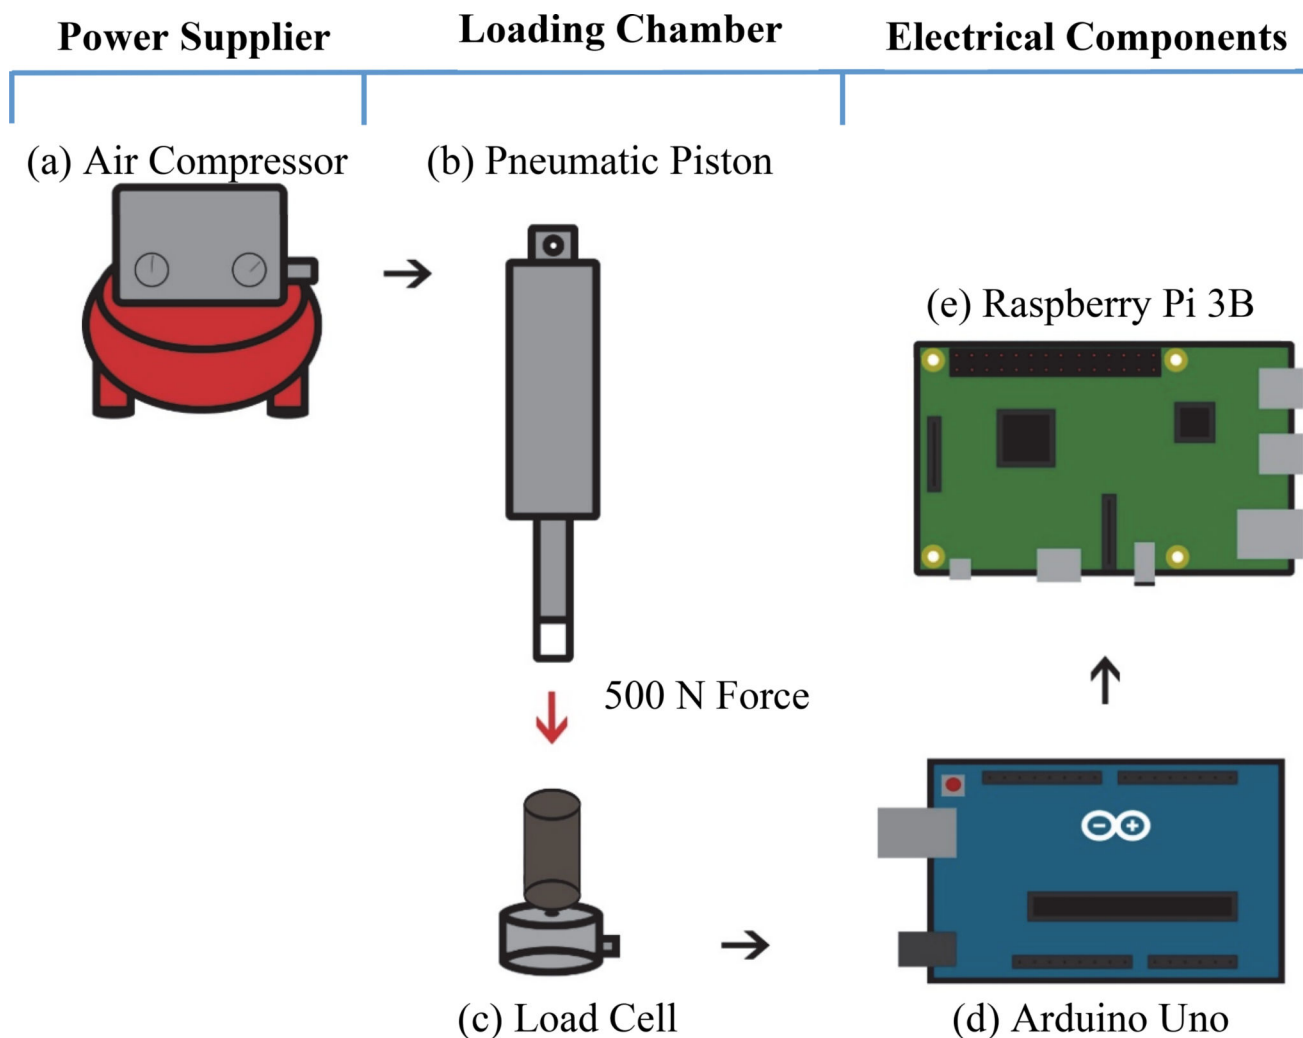 Power Supplier
Loading Chamber
Electrical Components
(a) Air Compressor
(b) Pneumatic Piston
(e) Raspberry Pi 3B
500 N Force
(c) Load Cell
(d) Arduino Uno